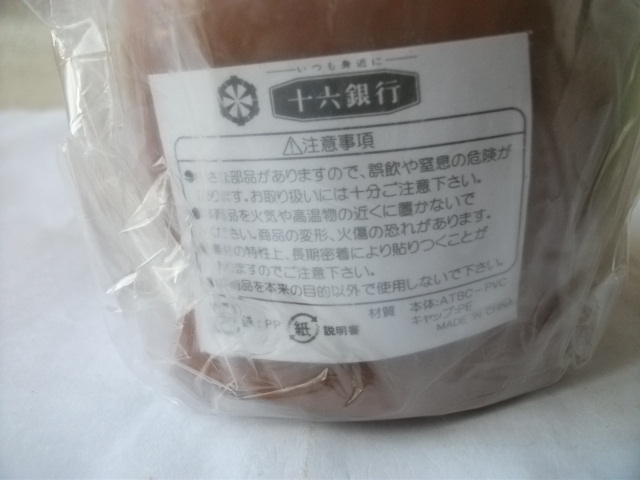 いつも身近に
十六銀行
⚠注意事項
さな部品がありますので、誤飲や窒息の危険が
ります。お取り扱いには十分ご注意下さい。
商品を火気や高温物の近くに置かないで
ください。商品の変形、火傷の恐れがあります。
の特性上、長期密着により貼りつくことが
りますのでご注意下さい。
商品を本来の目的以外で使用しないで下さい。
袋:PP 紙 説明書 材質 本体:ATBC-PVC
キャップ:PE
MADE IN CHINA